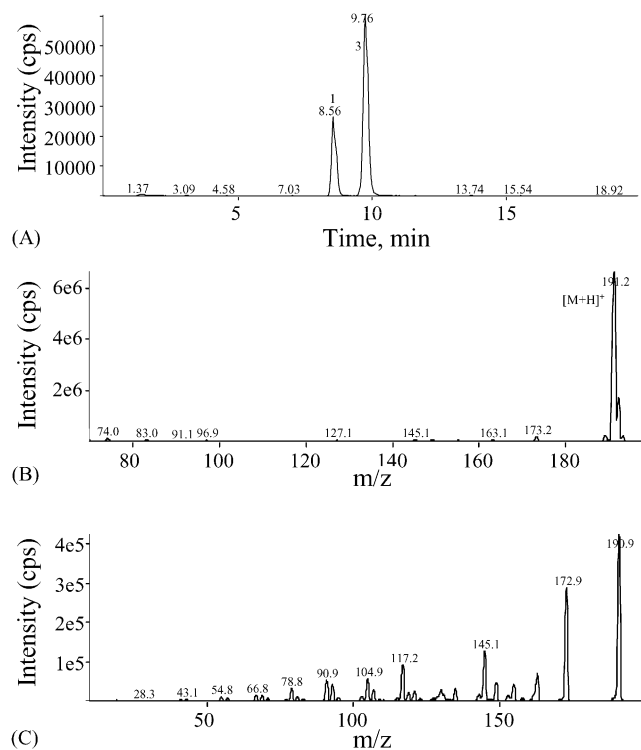 9.76
50000
3
40000
1
30000
8.56
20000
10000
1.37 3.09 4.58 7.03 13.74 15.54 18.92
5 10 15
Intensity (cps)
(A) Time, min
6e6
191.2
[M+H]+
4e6
2e6
74.0 83.0 91.1 96.9 127.1 145.1 163.1 173.2
80 100 120 140 160 180
Intensity (cps)
(B) m/z
4e5
190.9
3e5
172.9
2e5
145.1
1e5
117.2
104.9
90.9
78.8
66.8
54.8
43.1
28.3
50 100 150
Intensity (cps)
(C) m/z